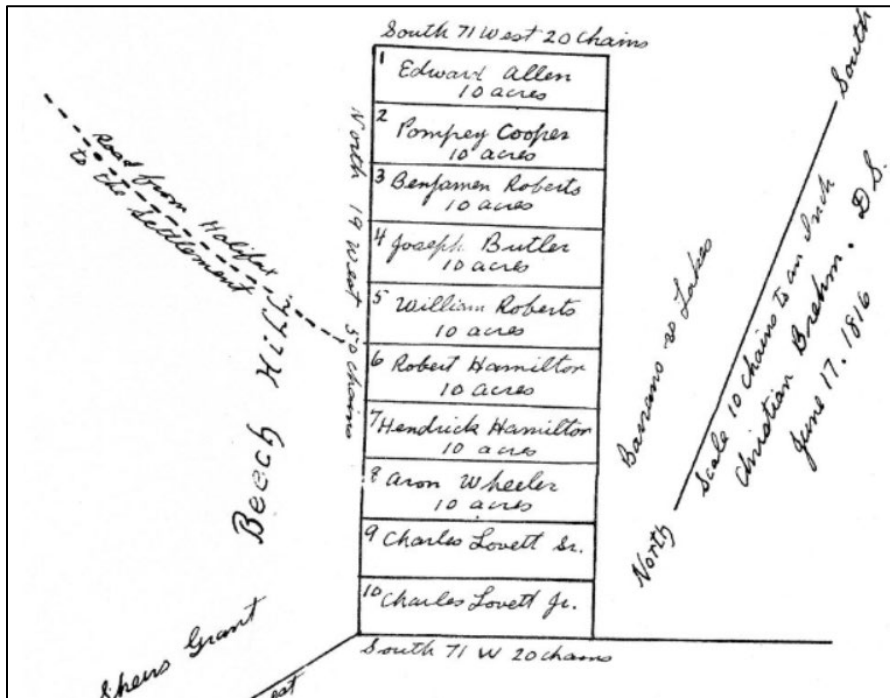 South 71 West 20 Chains
1 Edward Allen
10 acres
2 Pompey Cooper
10 acres
3 Benjamen Roberts
10 acres
4 Joseph Butler
10 acres
5 William Roberts
10 acres
6 Robert Hamilton
10 acres
7 Hendrick Hamilton
10 acres
8 Aron Wheeler
10 acres
9 Charles Lovett Sr.
10 Charles Lovett Jr.
South 71 W 20 chains
North 19 West 50 chains
Road from Halifax
to the Settlement
Beech Hill
Grant
est
Barrans & Lakes
North
South
Scale 10 chains to an Inch
Christian Brehm. D S.
June 17. 1816